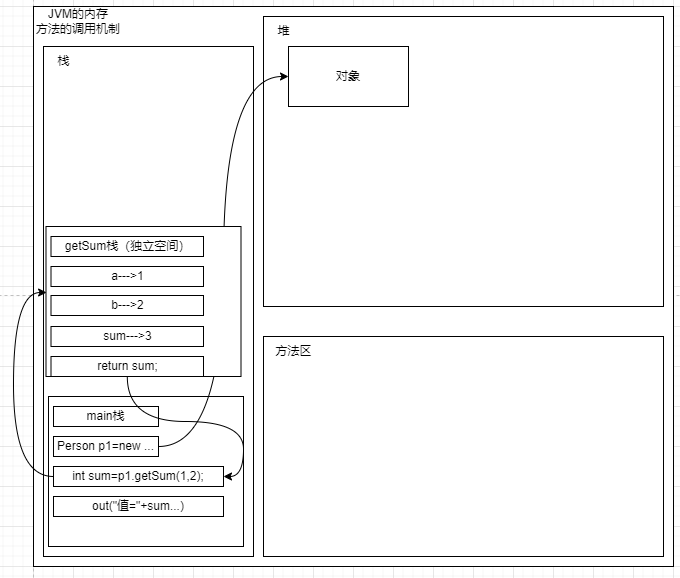 JVM的内存
方法的调用机制
栈
堆
对象
getSum栈（独立空间）
a--->1
b--->2
sum--->3
return sum;
main栈
Person p1=new ...
int sum=p1.getSum(1,2);
out("值="+sum...)
方法区